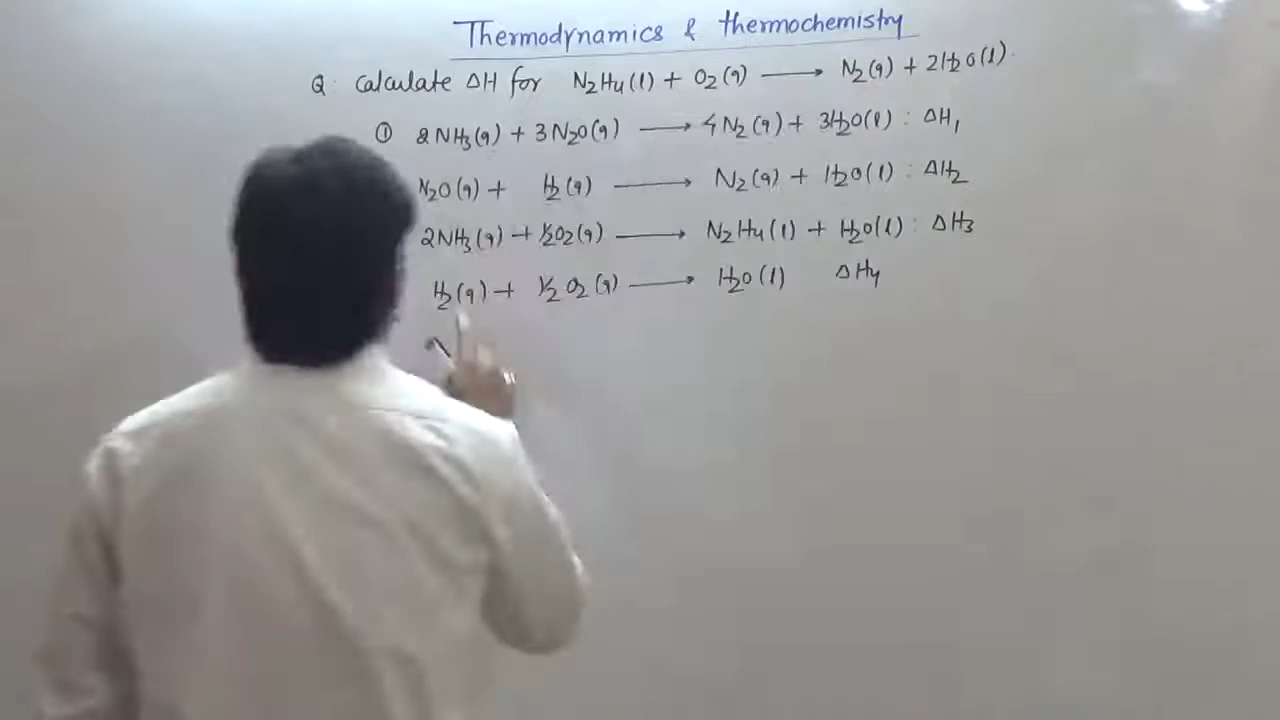 Thermodynamics & thermochemistry
Q. Calculate ΔH for N₂H₄(l) + O₂(g) ⟶ N₂(g) + 2H₂O(l).
① 2NH₃(g) + 3N₂O(g) ⟶ 4N₂(g) + 3H₂O(l) : ΔH₁
N₂O(g) + H₂(g) ⟶ N₂(g) + H₂O(l) : ΔH₂
2NH₃(g) + ½O₂(g) ⟶ N₂H₄(l) + H₂O(l) : ΔH₃
H₂(g) + ½O₂(g) ⟶ H₂O(l) ΔH₄